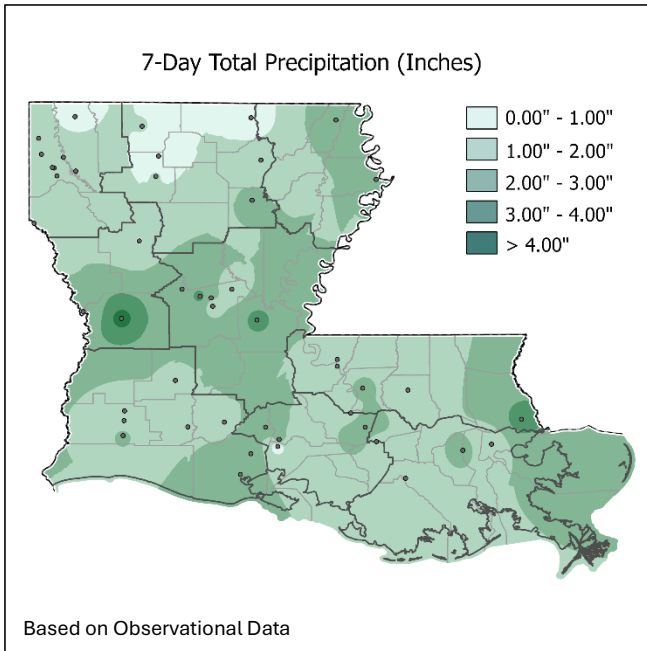 7-Day Total Precipitation (Inches)
0.00" - 1.00"
1.00" - 2.00"
2.00" - 3.00"
3.00" - 4.00"
> 4.00"
Based on Observational Data